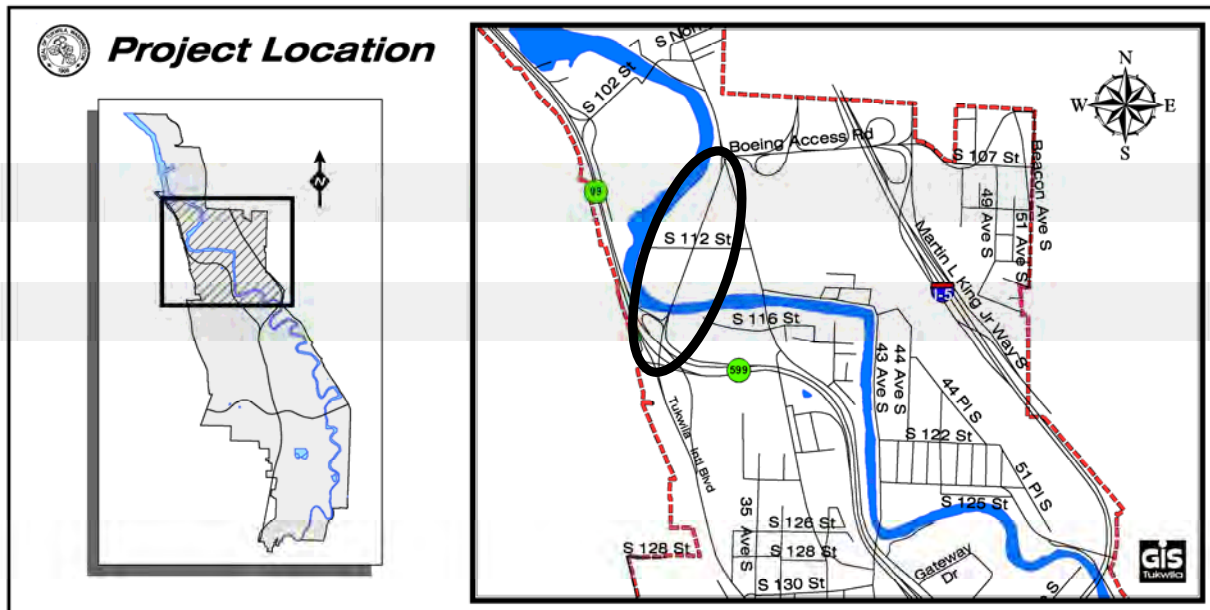 Project Location
N
N
W
E
S
S 102 St
S Nor
Boeing Access Rd
S 107 St
Beacon Ave S
49 Ave S
51 Ave S
99
S 112 St
Martin L King Jr Way S
I-5
S 116 St
599
43 Ave S
44 Ave S
44 Pl S
Tukwila Intl Blvd
S 122 St
51 Pl S
S 125 St
35 Ave S
S 126 St
S 128 St
S 128 St
S 130 St
Gateway Dr
S
GIS
Tukwila